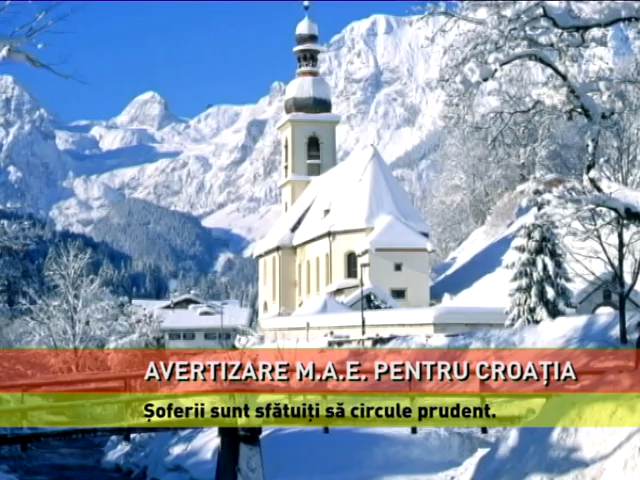 AVERTIZARE M.A.E. PENTRU CROAȚIA
Șoferii sunt sfătuiți să circule prudent.